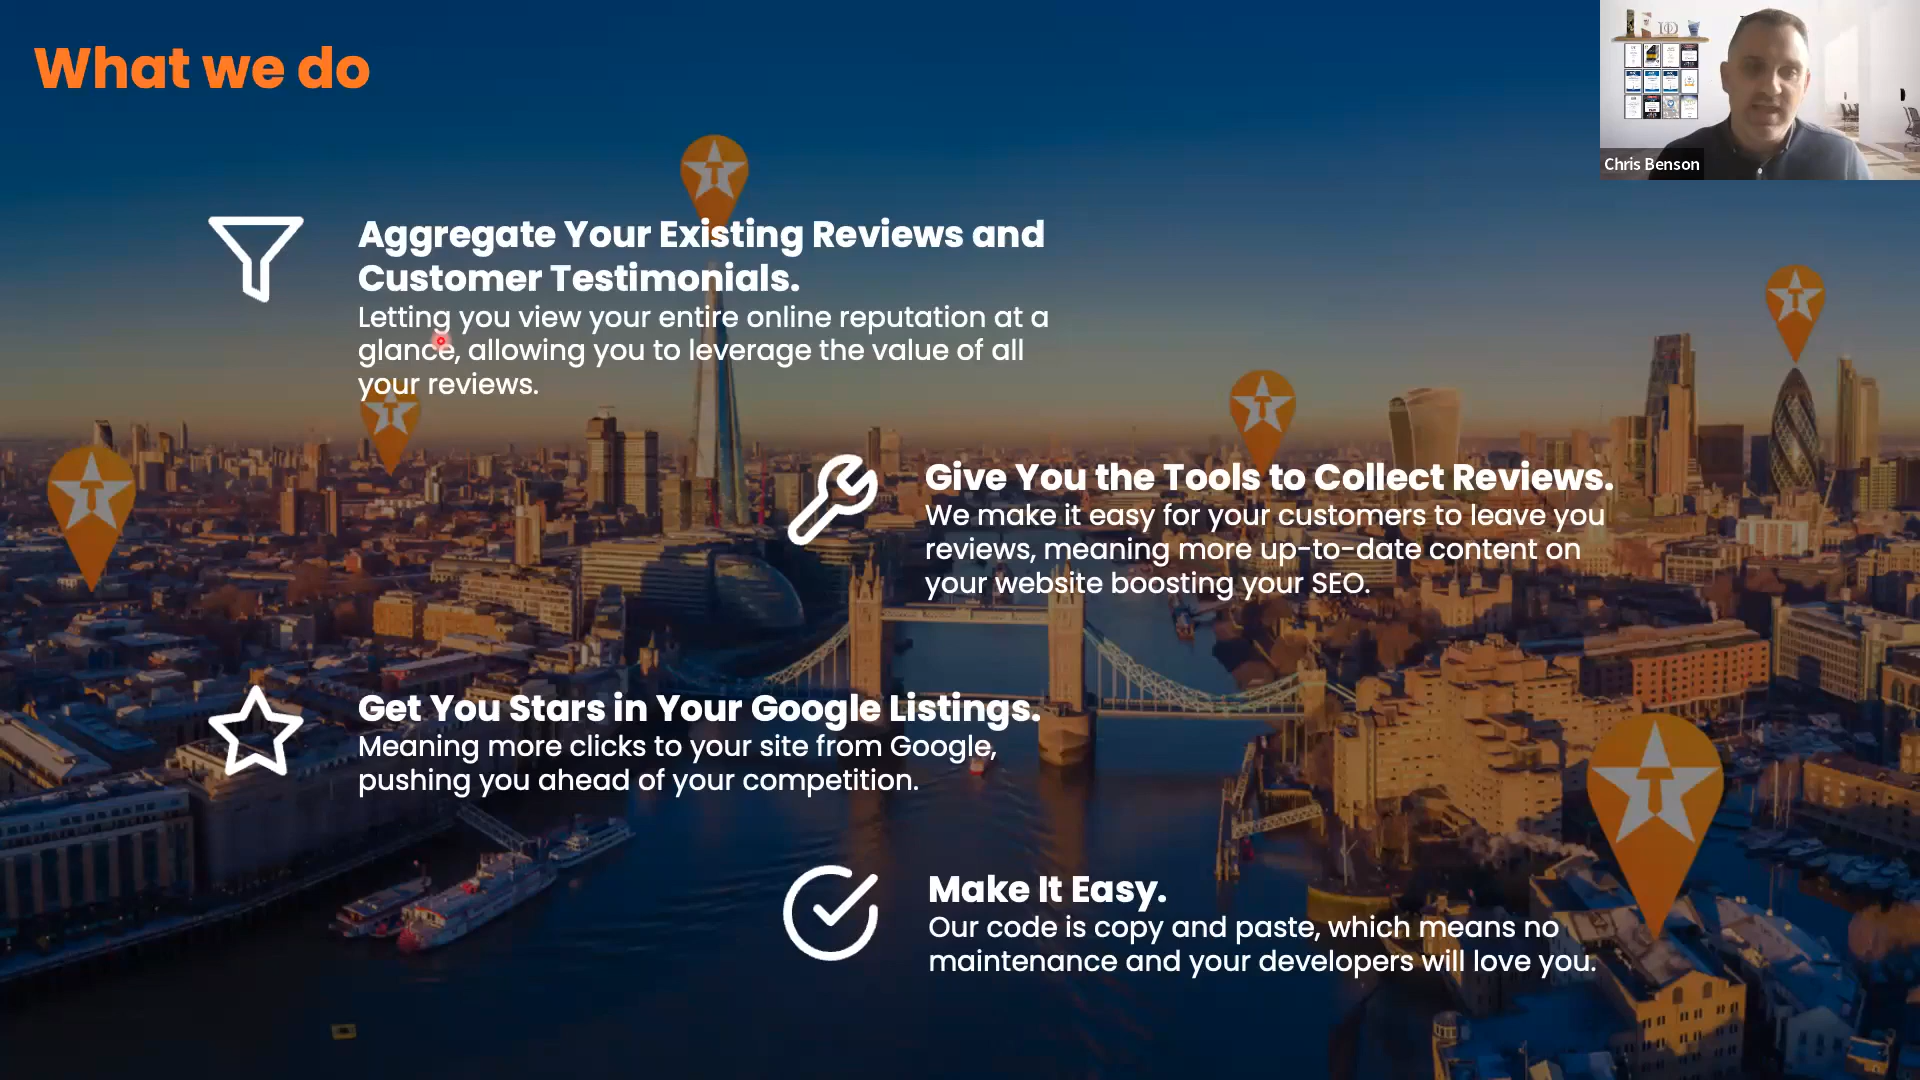 What we do
Chris Benson
Aggregate Your Existing Reviews and
Customer Testimonials.
Letting you view your entire online reputation at a
glance, allowing you to leverage the value of all
your reviews.
Give You the Tools to Collect Reviews.
We make it easy for your customers to leave you
reviews, meaning more up-to-date content on
your website boosting your SEO.
Get You Stars in Your Google Listings.
Meaning more clicks to your site from Google,
pushing you ahead of your competition.
Make It Easy.
Our code is copy and paste, which means no
maintenance and your developers will love you.